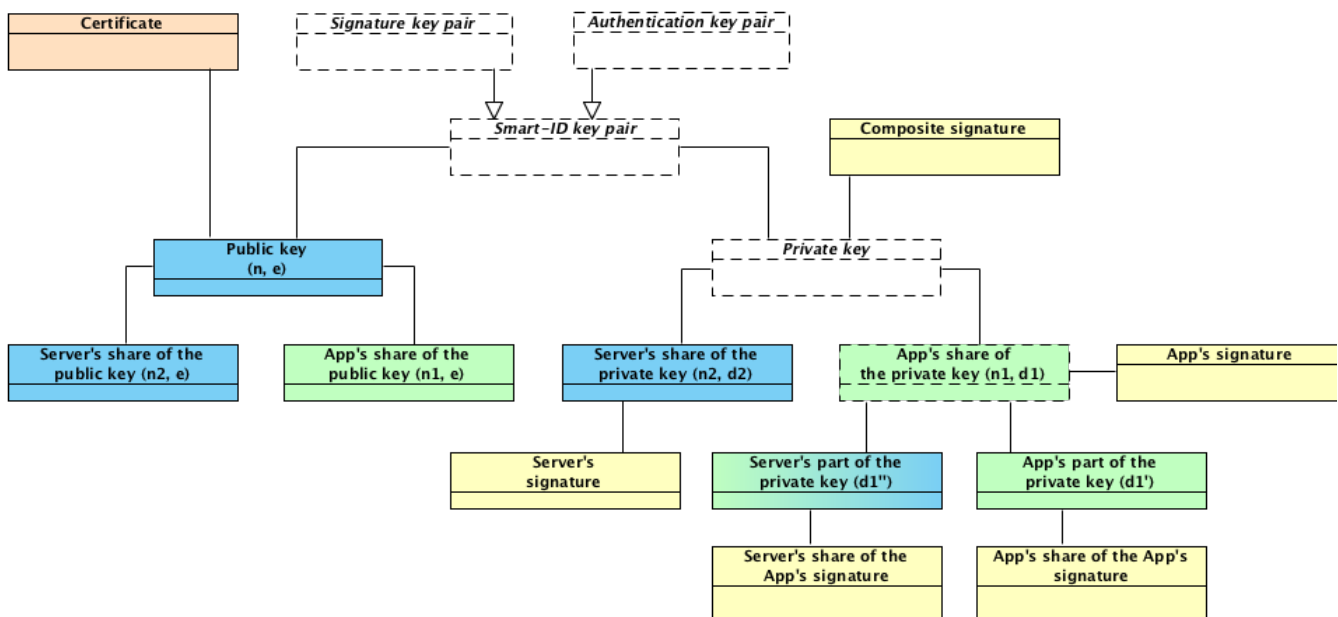 Certificate
Signature key pair
Authentication key pair
Smart-ID key pair
Composite signature
Public key
(n, e)
Private key
Server's share of the
public key (n2, e)
App's share of the
public key (n1, e)
Server's share of the
private key (n2, d2)
App's share of
the private key (n1, d1)
App's signature
Server's
signature
Server's part of the
private key (d1'')
App's part of the
private key (d1')
Server's share of the
App's signature
App's share of the App's
signature